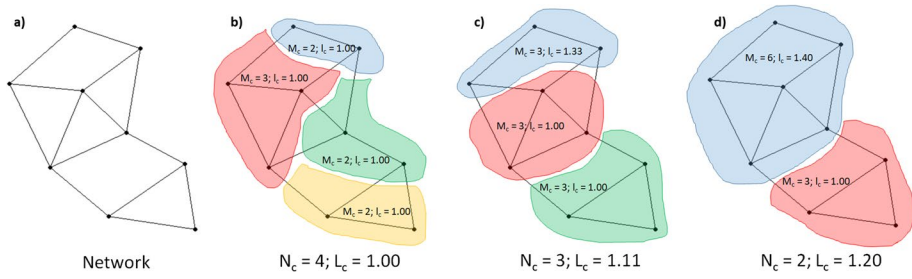 a)
Network
b)
M_c = 2; l_c = 1.00
M_c = 3; l_c = 1.00
M_c = 2; l_c = 1.00
M_c = 2; l_c = 1.00
N_c = 4; L_c = 1.00
c)
M_c = 3; l_c = 1.33
M_c = 3; l_c = 1.00
M_c = 3; l_c = 1.00
N_c = 3; L_c = 1.11
d)
M_c = 6; l_c = 1.40
M_c = 3; l_c = 1.00
N_c = 2; L_c = 1.20